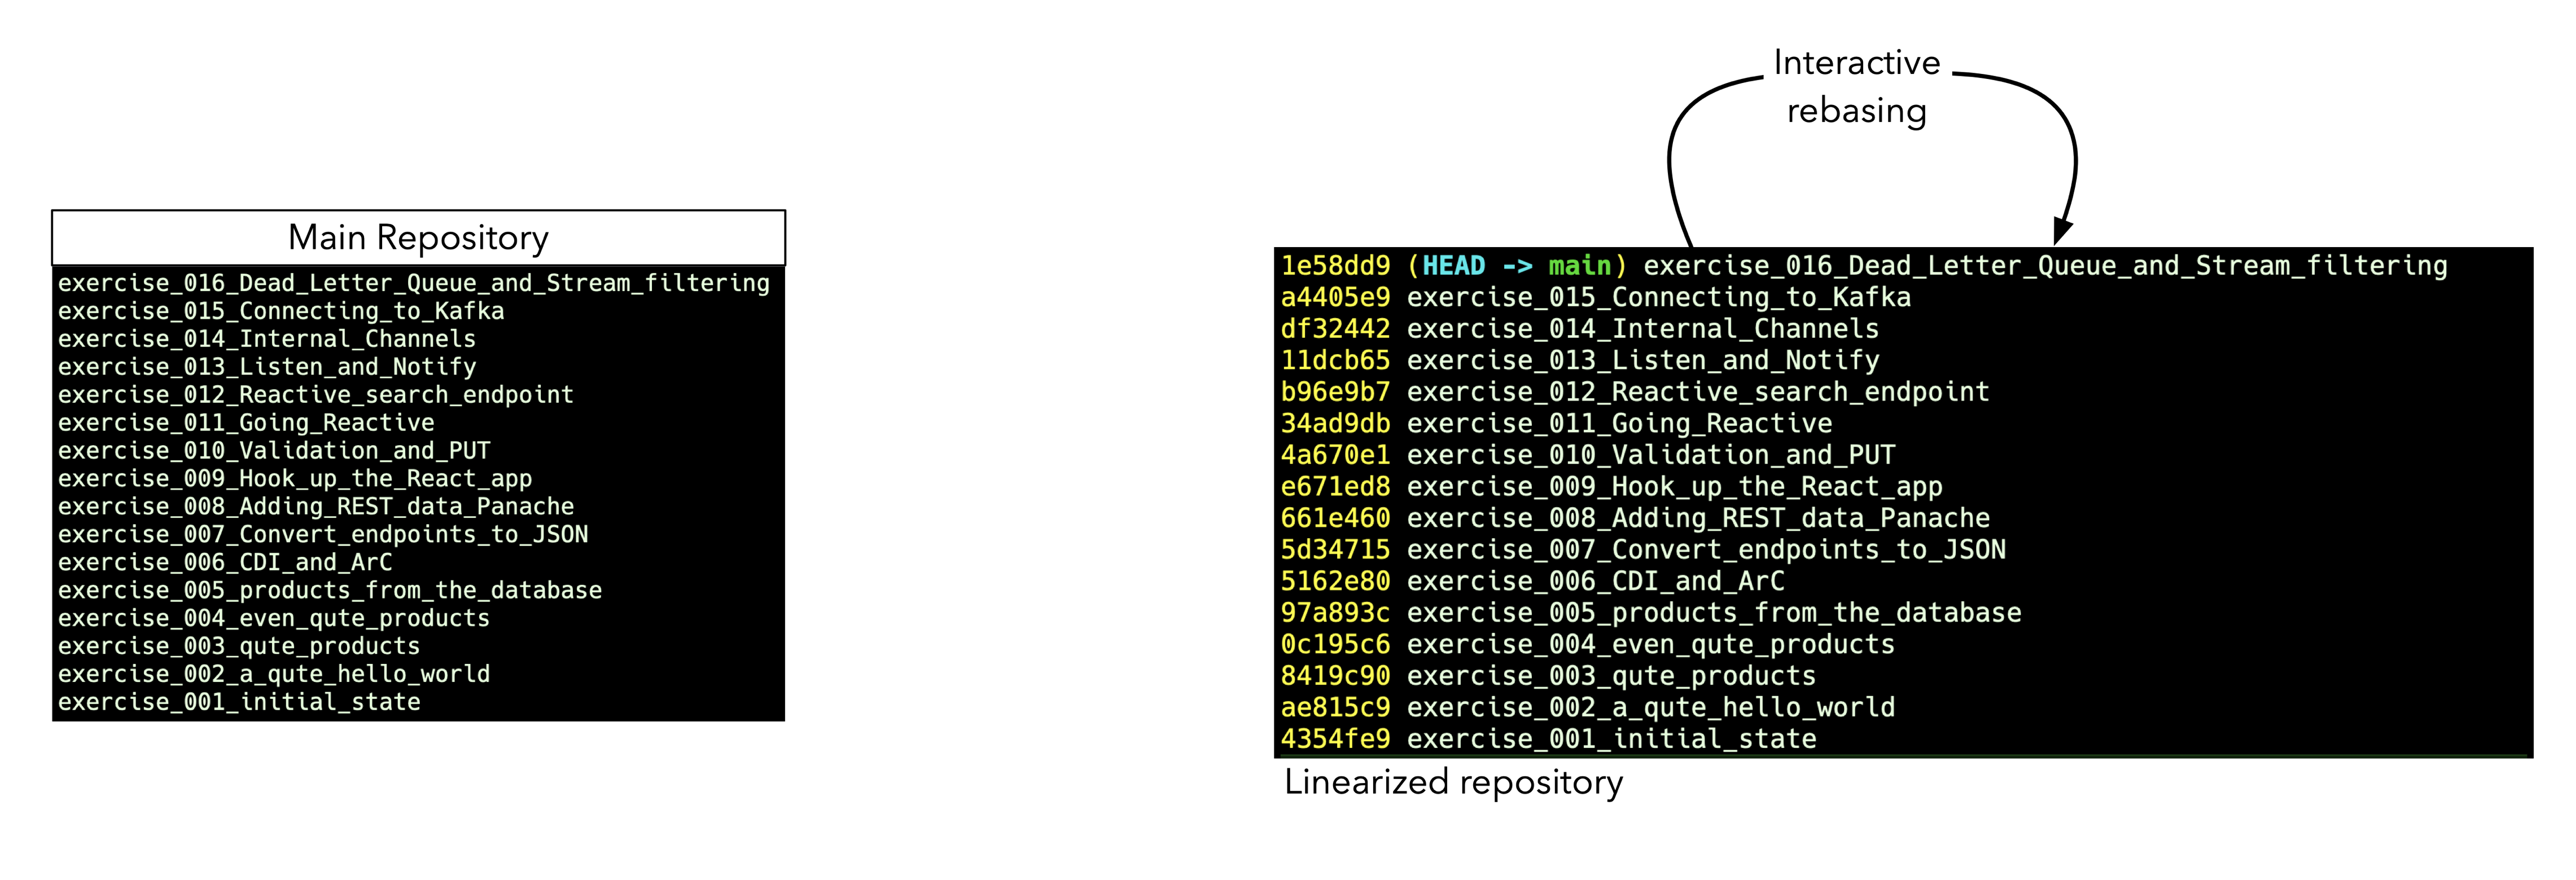 Main Repository
exercise_016_Dead_Letter_Queue_and_Stream_filtering
exercise_015_Connecting_to_Kafka
exercise_014_Internal_Channels
exercise_013_Listen_and_Notify
exercise_012_Reactive_search_endpoint
exercise_011_Going_Reactive
exercise_010_Validation_and_PUT
exercise_009_Hook_up_the_React_app
exercise_008_Adding_REST_data_Panache
exercise_007_Convert_endpoints_to_JSON
exercise_006_CDI_and_ArC
exercise_005_products_from_the_database
exercise_004_even_qute_products
exercise_003_qute_products
exercise_002_a_qute_hello_world
exercise_001_initial_state
Interactive
rebasing
1e58dd9 (HEAD -> main) exercise_016_Dead_Letter_Queue_and_Stream_filtering
a4405e9 exercise_015_Connecting_to_Kafka
df32442 exercise_014_Internal_Channels
11dcb65 exercise_013_Listen_and_Notify
b96e9b7 exercise_012_Reactive_search_endpoint
34ad9db exercise_011_Going_Reactive
4a670e1 exercise_010_Validation_and_PUT
e671ed8 exercise_009_Hook_up_the_React_app
661e460 exercise_008_Adding_REST_data_Panache
5d34715 exercise_007_Convert_endpoints_to_JSON
5162e80 exercise_006_CDI_and_ArC
97a893c exercise_005_products_from_the_database
0c195c6 exercise_004_even_qute_products
8419c90 exercise_003_qute_products
ae815c9 exercise_002_a_qute_hello_world
4354fe9 exercise_001_initial_state
Linearized repository